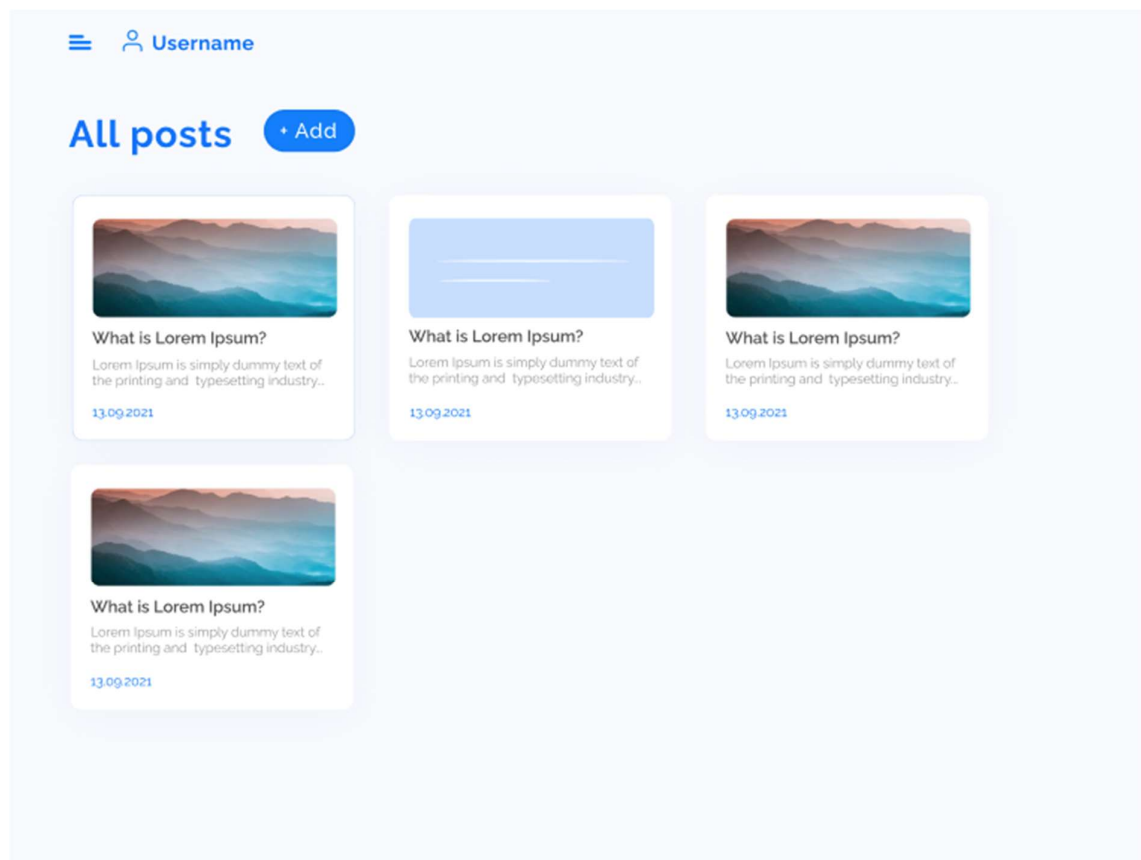 Username
All posts
+ Add
What is Lorem Ipsum?
Lorem Ipsum is simply dummy text of
the printing and typesetting industry...
13.09.2021
What is Lorem Ipsum?
Lorem Ipsum is simply dummy text of
the printing and typesetting industry...
13.09.2021
What is Lorem Ipsum?
Lorem Ipsum is simply dummy text of
the printing and typesetting industry...
13.09.2021
What is Lorem Ipsum?
Lorem Ipsum is simply dummy text of
the printing and typesetting industry...
13.09.2021